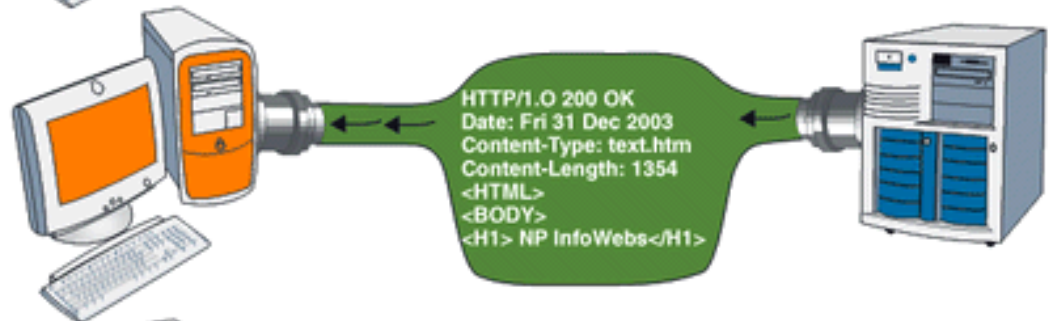 HTTP/1.O 200 OK
Date: Fri 31 Dec 2003
Content-Type: text.htm
Content-Length: 1354
<HTML>
<BODY>
<H1> NP InfoWebs</H1>